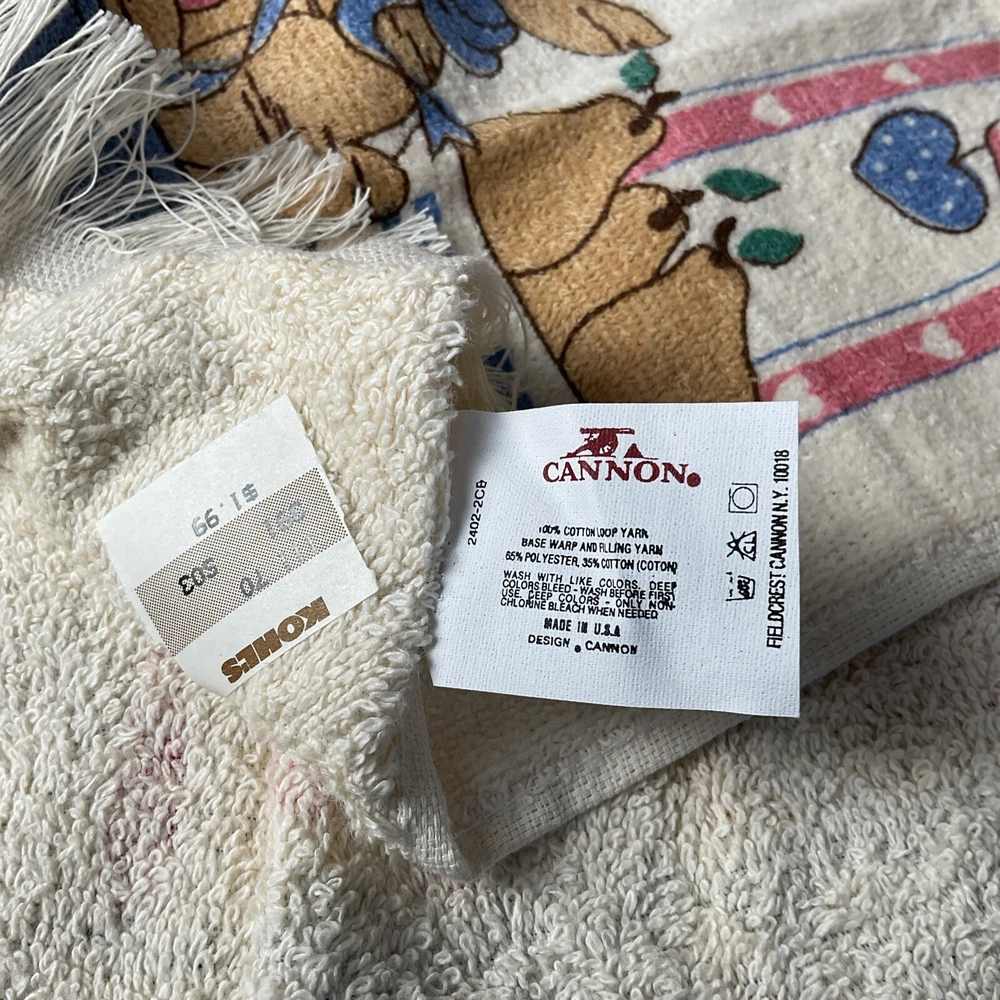 CANNON
100% COTTON LOOP YARN
BASE WARP AND FILLING YARN
65% POLYESTER, 35% COTTON (COTON)
WASH WITH LIKE COLORS. DEEP
COLORS BLEED - WASH BEFORE FIRST
USE. DEEP COLORS - ONLY NON-
CHLORINE BLEACH WHEN NEEDED
MADE IN U.S.A
DESIGN CANNON
2402-2CB
FIELDCREST CANNON N.Y. 10018
KOHLS
70 203
$1.99